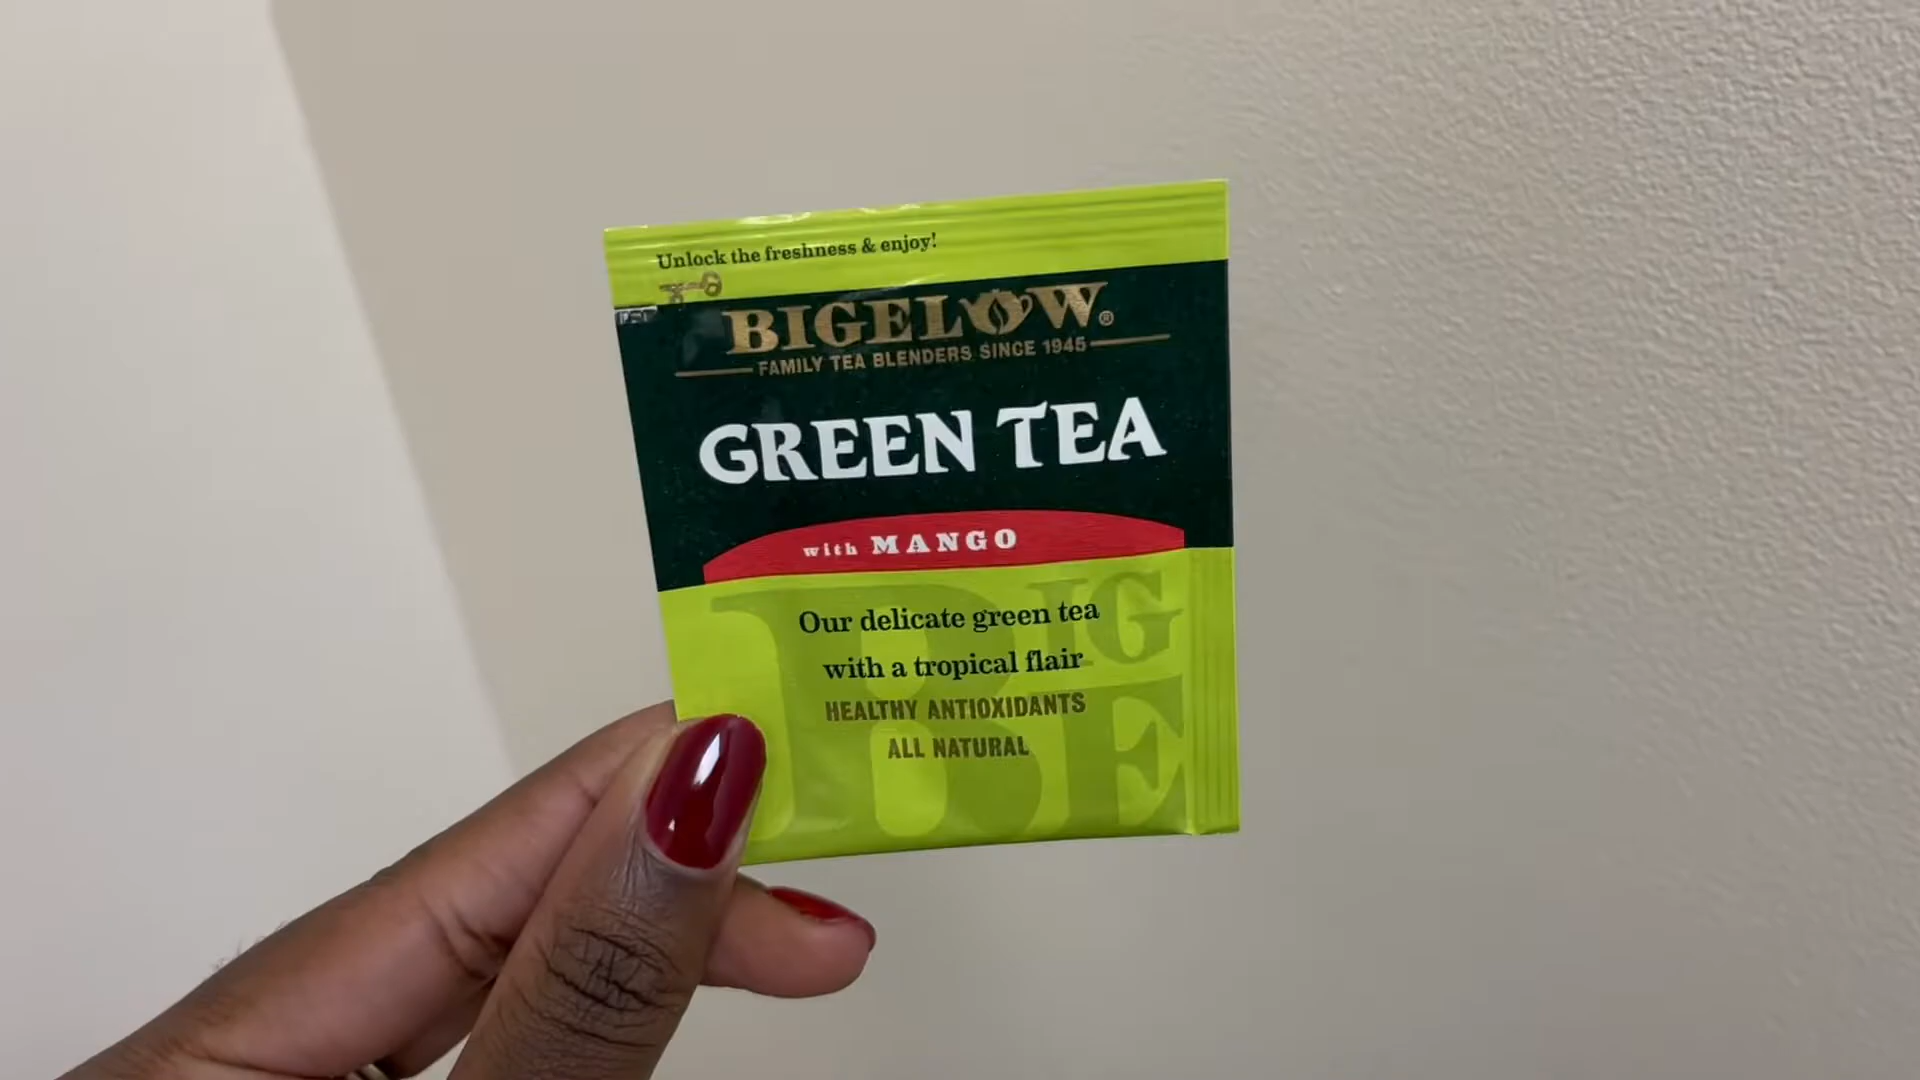 Unlock the freshness & enjoy!
BIGELOW®
FAMILY TEA BLENDERS SINCE 1945
GREEN TEA
with MANGO
Our delicate green tea
with a tropical flair
HEALTHY ANTIOXIDANTS
ALL NATURAL
BIG
E